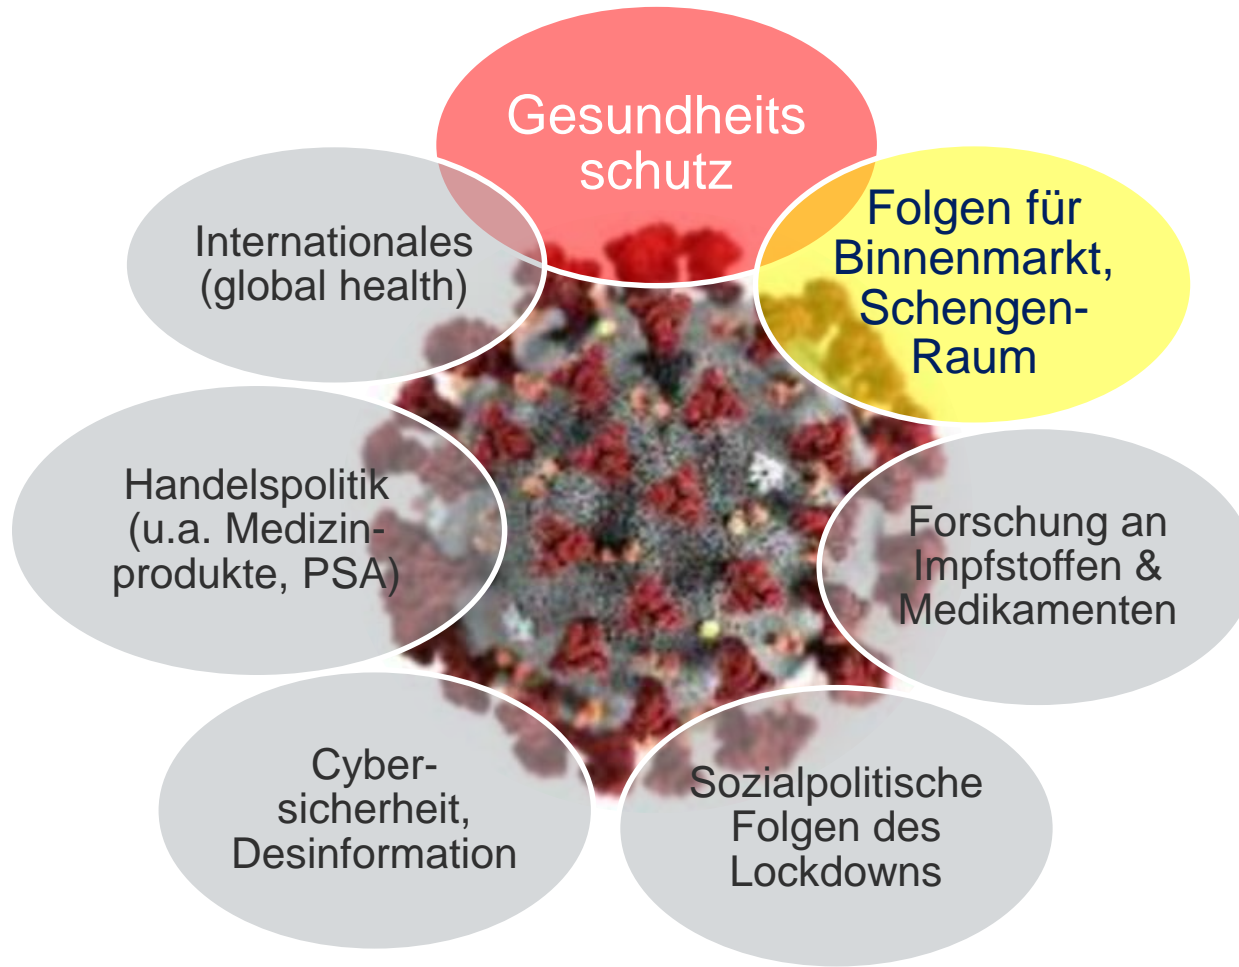 Gesundheits
schutz
Internationales
(global health)
Folgen für
Binnenmarkt,
Schengen-
Raum
Handelspolitik
(u.a. Medizin-
produkte, PSA)
Forschung an
Impfstoffen &
Medikamenten
Cyber-
sicherheit,
Desinformation
Sozialpolitische
Folgen des
Lockdowns